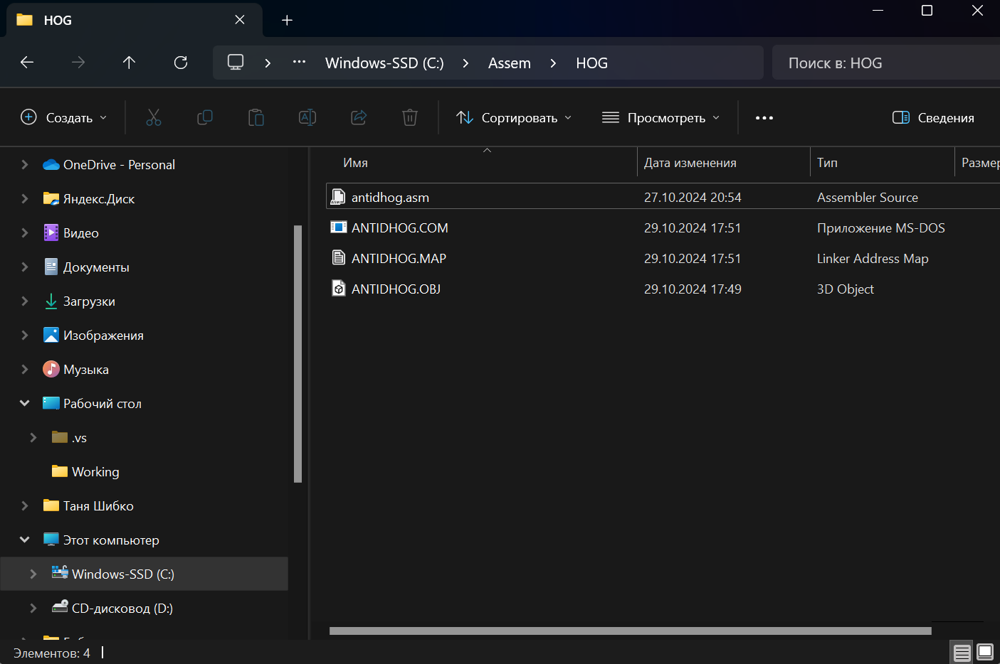 HOG
Windows-SSD (C:) Assem HOG
Поиск в: HOG
Создать
Сортировать
Просмотреть
Сведения
OneDrive - Personal
Яндекс.Диск
Видео
Документы
Загрузки
Изображения
Музыка
Рабочий стол
.vs
Working
Таня Шибко
Этот компьютер
Windows-SSD (C:)
CD-дисковод (D:)
Имя Дата изменения Тип Размер
antidhog.asm 27.10.2024 20:54 Assembler Source
ANTIDHOG.COM 29.10.2024 17:51 Приложение MS-DOS
ANTIDHOG.MAP 29.10.2024 17:51 Linker Address Map
ANTIDHOG.OBJ 29.10.2024 17:49 3D Object
Элементов: 4